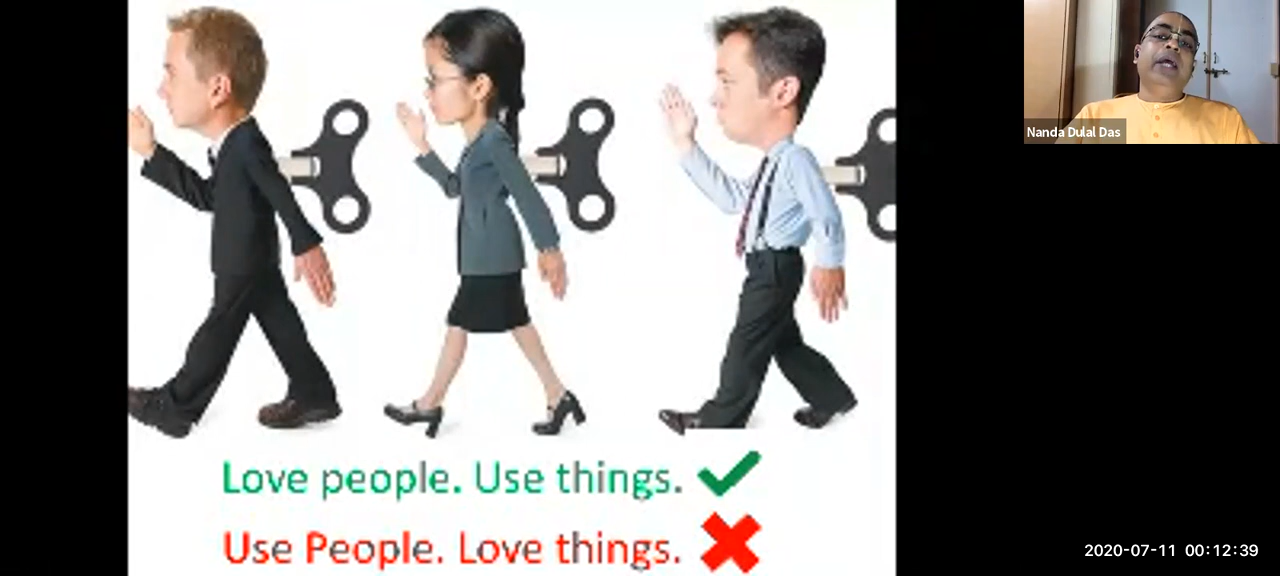 Nanda Dulal Das
Love people. Use things.
Use People. Love things.
2020-07-11 00:12:39